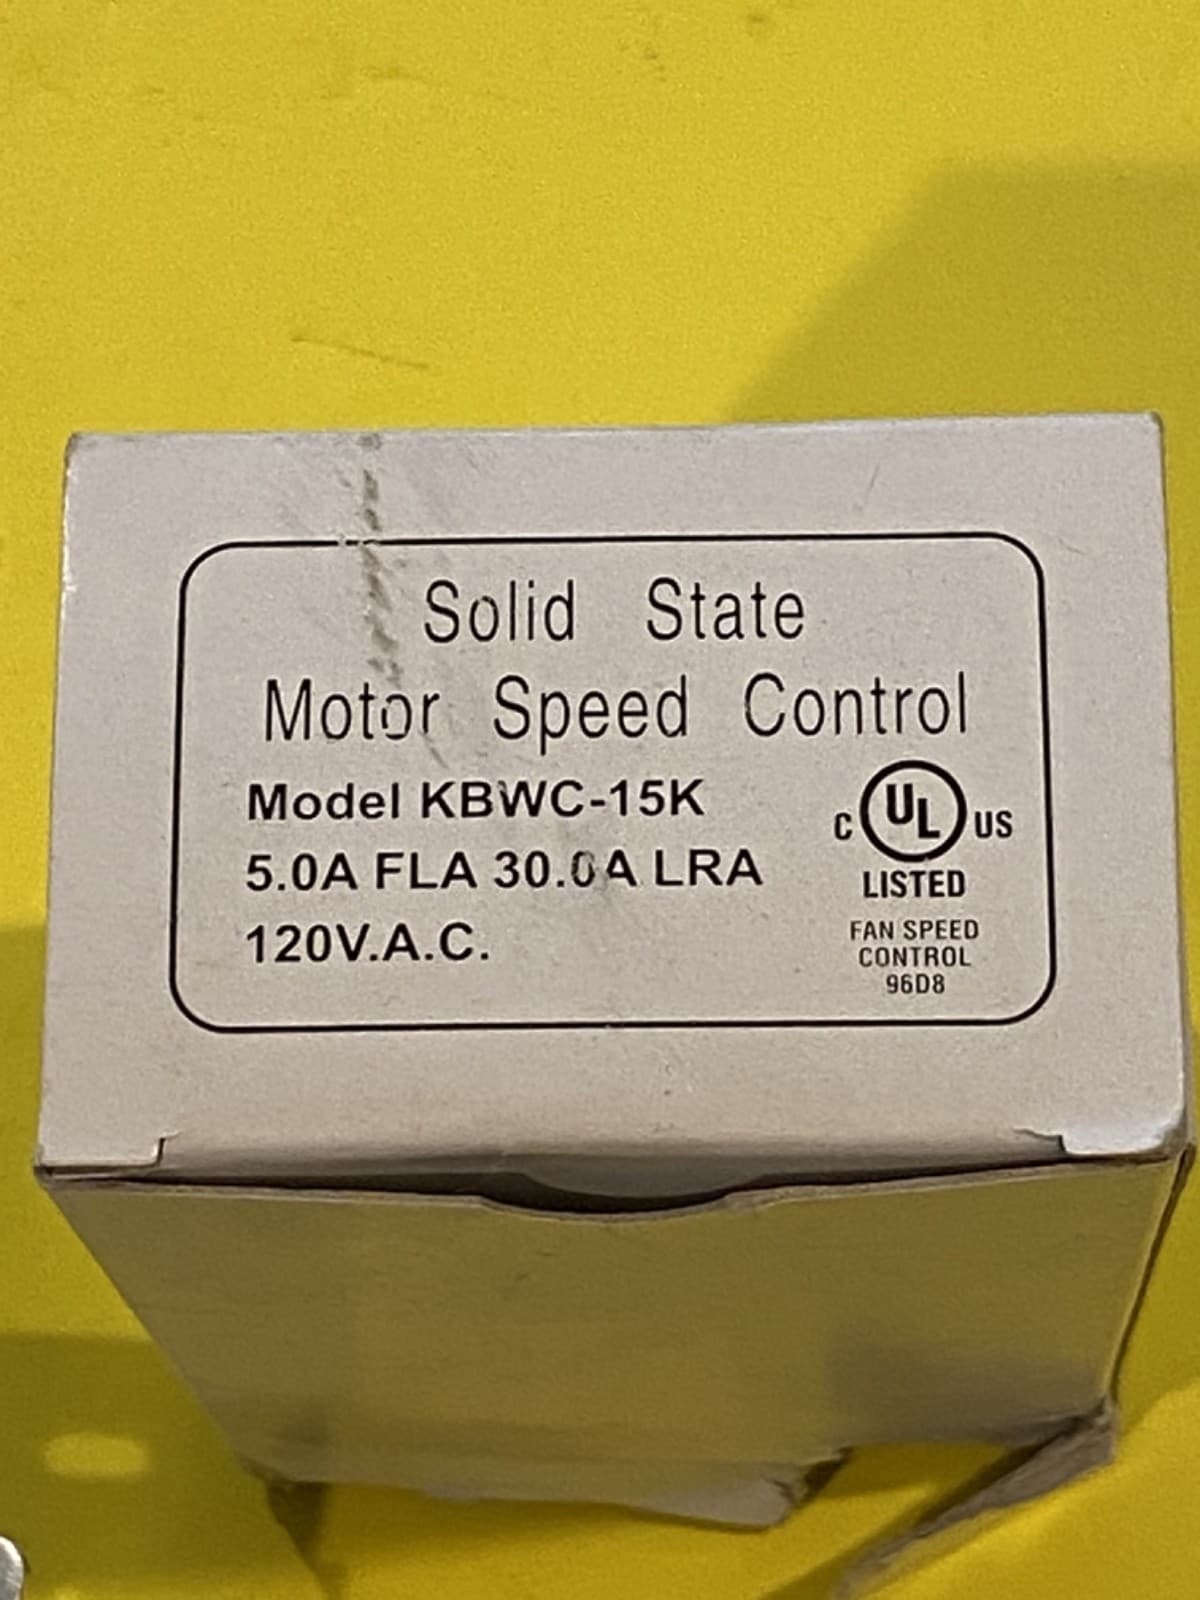 Solid State
Motor Speed Control
Model KBWC-15K
5.0A FLA 30.0A LRA
120V.A.C.
C UL US
LISTED
FAN SPEED
CONTROL
96D8